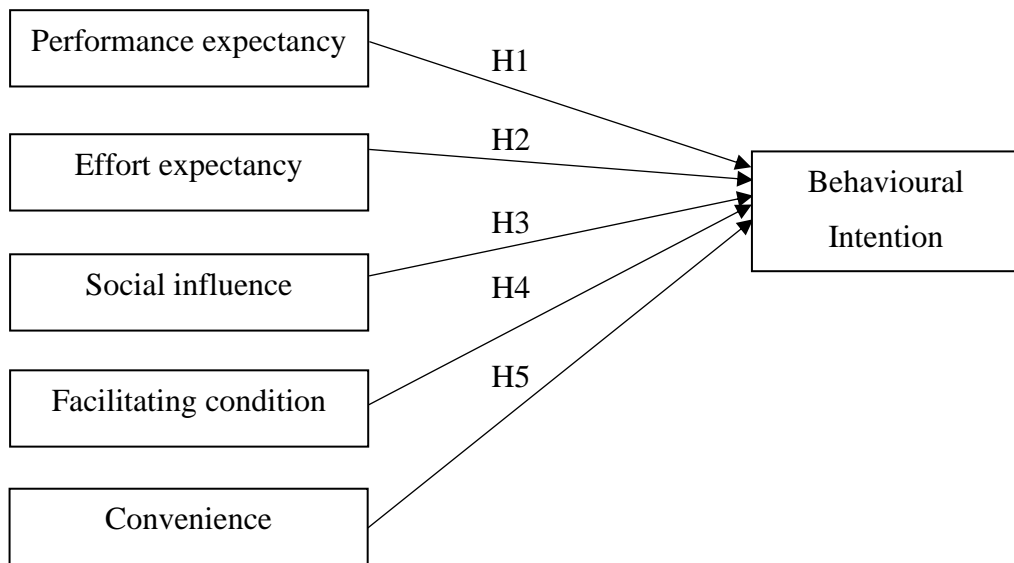 Performance expectancy
H1
H2
Effort expectancy
Behavioural
Intention
H3
Social influence
H4
H5
Facilitating condition
Convenience